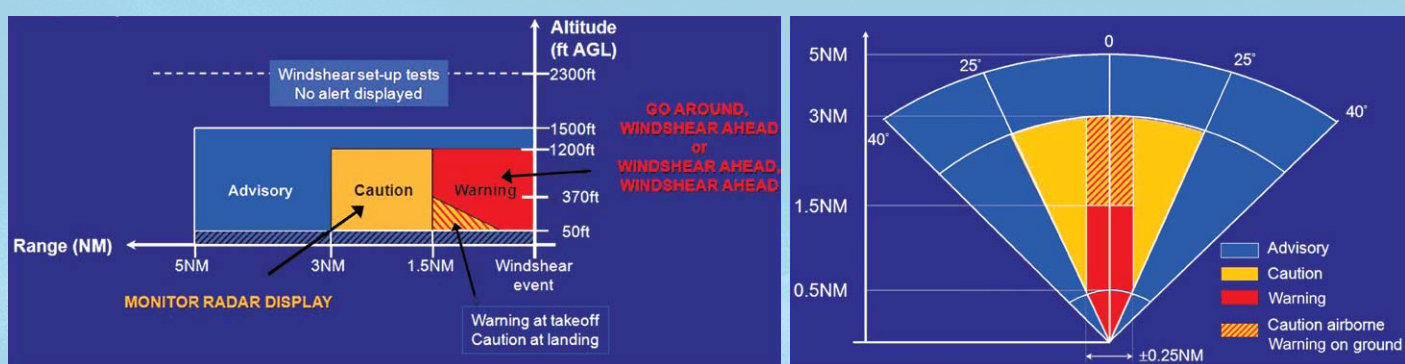 Altitude
(ft AGL)
Windshear set-up tests
No alert displayed
2300ft
GO AROUND,
WINDSHEAR AHEAD
or
WINDSHEAR AHEAD,
WINDSHEAR AHEAD
1500ft
1200ft
Advisory
Caution
Warning
370ft
50ft
Range (NM)
5NM
3NM
1.5NM
Windshear
event
MONITOR RADAR DISPLAY
Warning at takeoff
Caution at landing
0
5NM
25°
25°
3NM
40°
40°
1.5NM
Advisory
Caution
0.5NM
Warning
Caution airborne
Warning on ground
±0.25NM